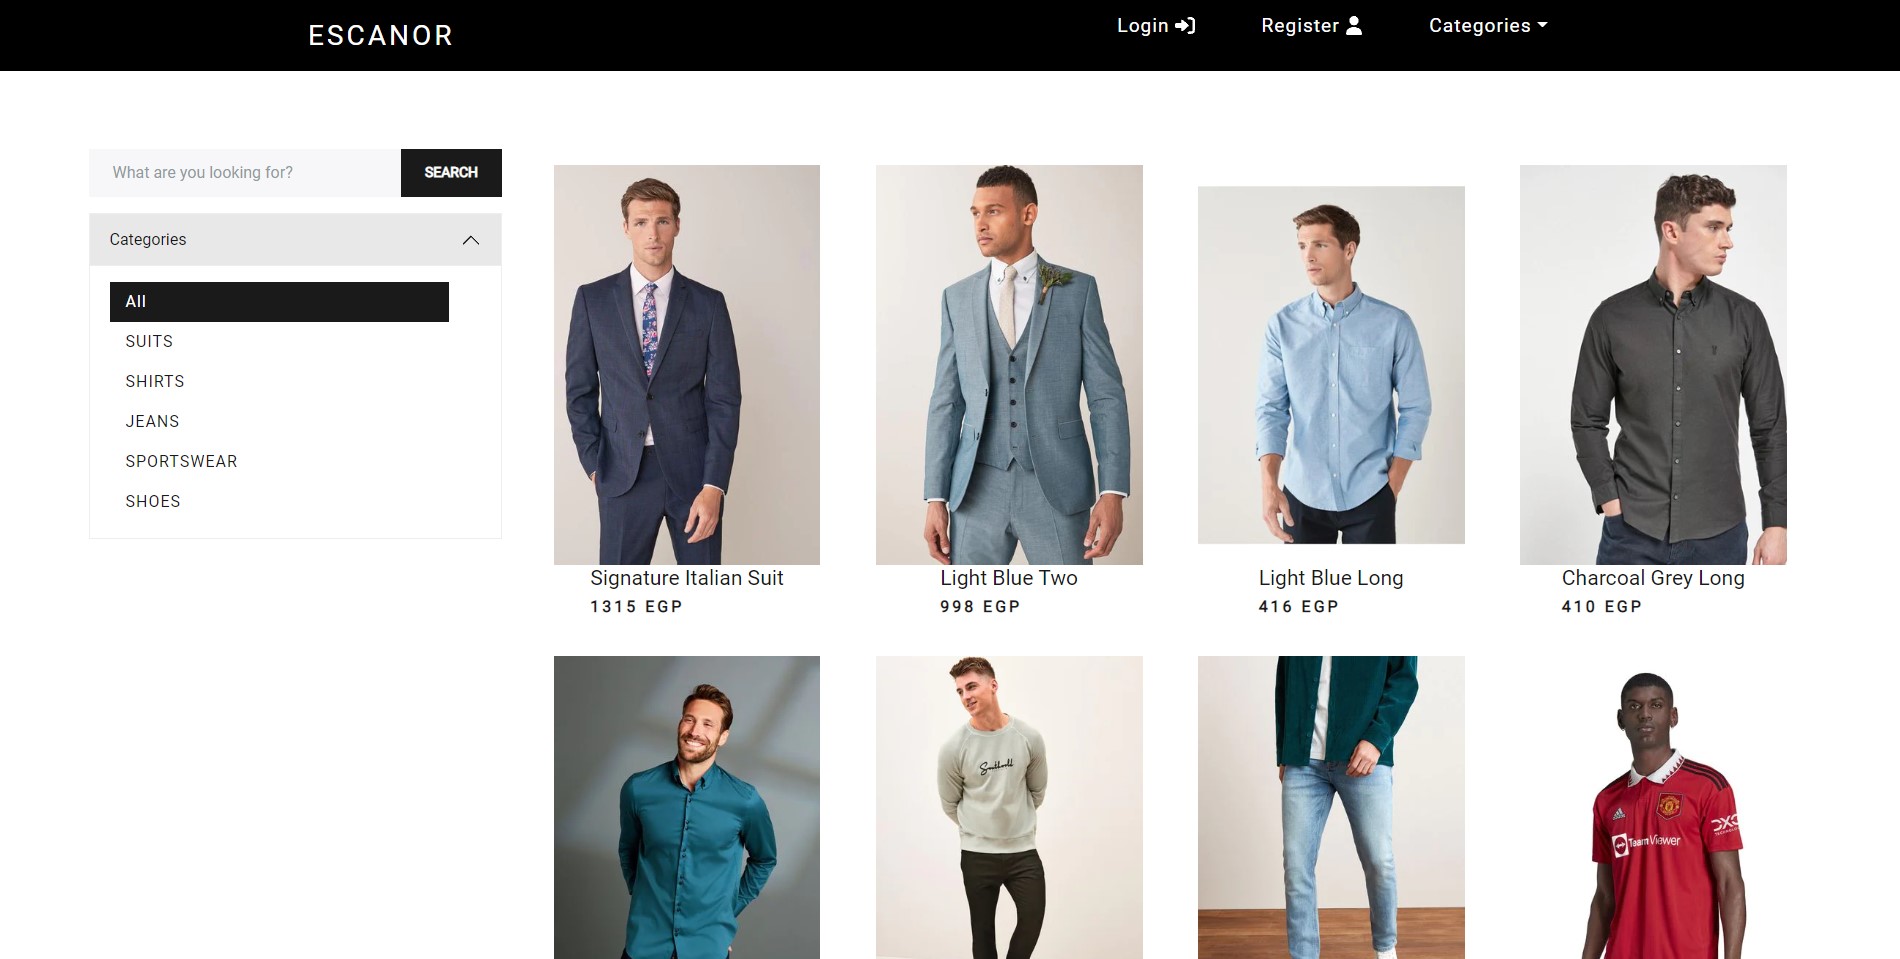 ESCANOR
Login
Register
Categories
What are you looking for?
SEARCH
Categories
All
SUITS
SHIRTS
JEANS
SPORTSWEAR
SHOES
Signature Italian Suit
1315 EGP
Light Blue Two
998 EGP
Light Blue Long
416 EGP
Charcoal Grey Long
410 EGP
TeamViewer
DXC
TECHNOLOGY